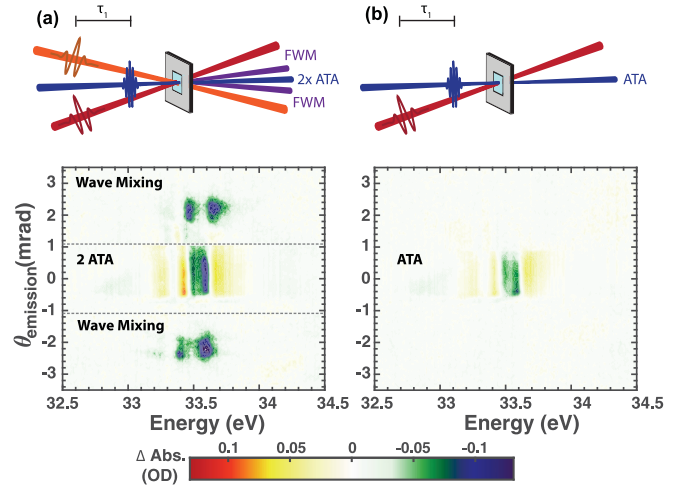 (a)
τ1
FWM
2x ATA
FWM
(b)
τ1
ATA
Wave Mixing
2 ATA
Wave Mixing
θemission(mrad)
3
2
1
0
-1
-2
-3
32.5 33 33.5 34 34.5
Energy (eV)
ATA
3
2
1
0
-1
-2
-3
32.5 33 33.5 34 34.5
Energy (eV)
Δ Abs.
(OD)
0.1 0.05 0 -0.05 -0.1